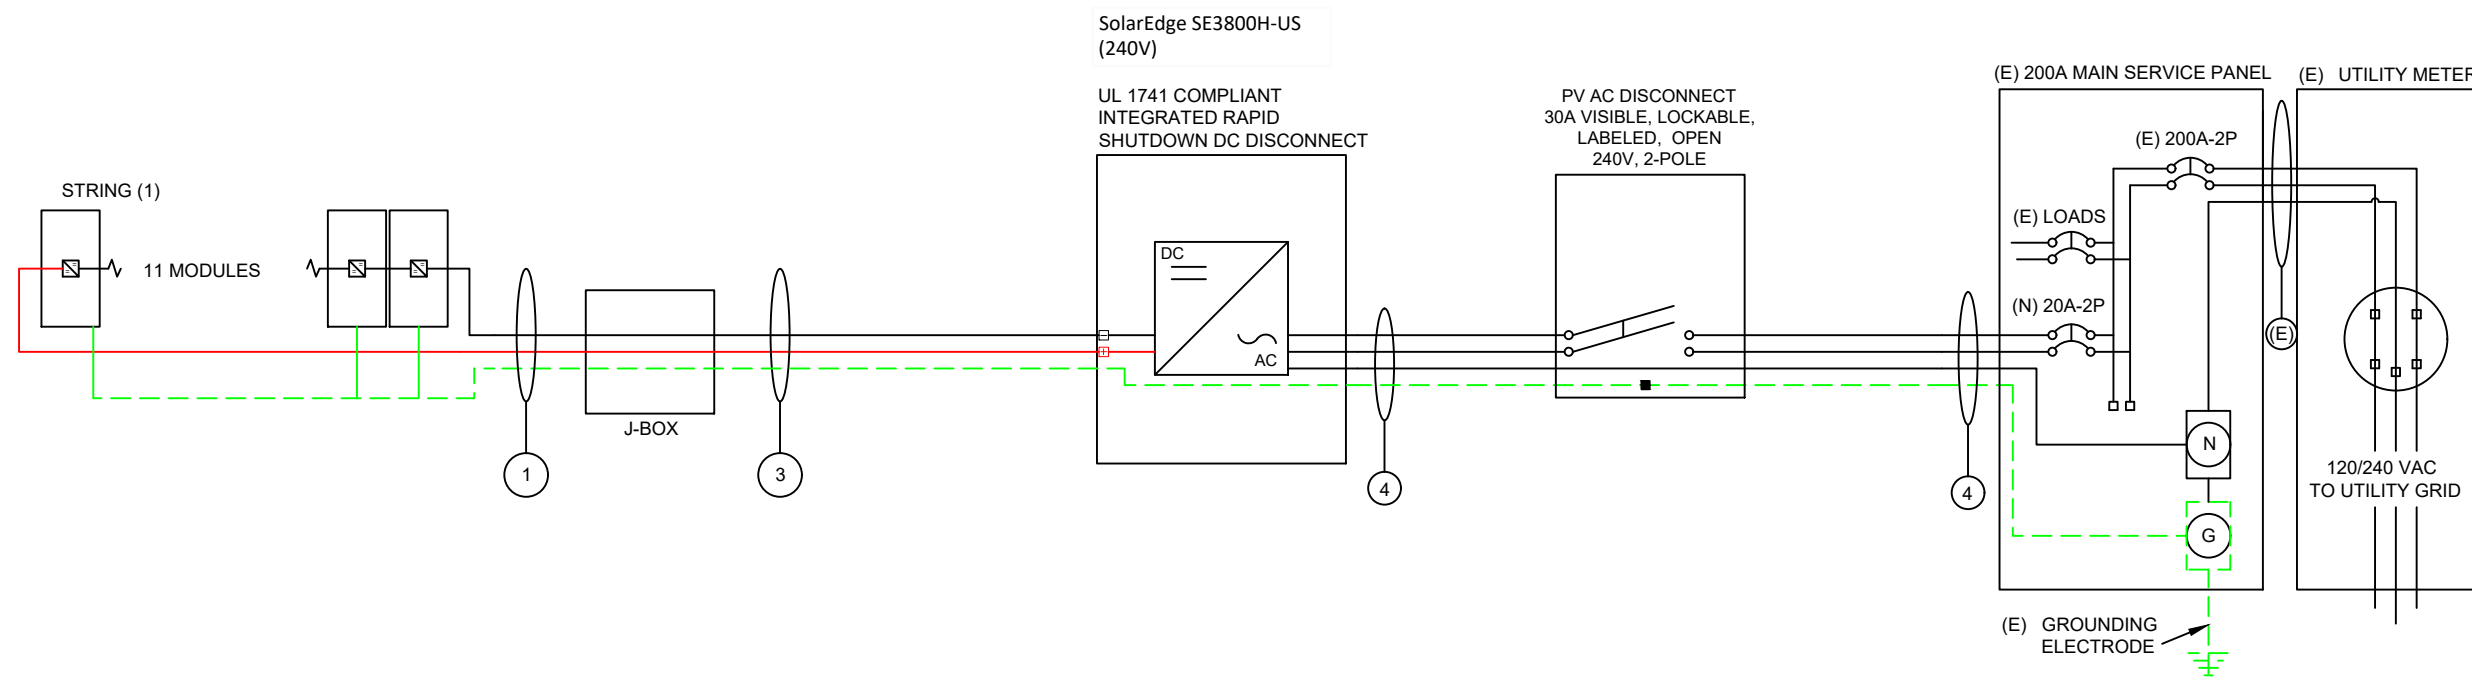 SolarEdge SE3800H-US
(240V)
UL 1741 COMPLIANT
INTEGRATED RAPID
SHUTDOWN DC DISCONNECT
PV AC DISCONNECT
30A VISIBLE, LOCKABLE,
LABELED, OPEN
240V, 2-POLE
(E) 200A MAIN SERVICE PANEL
(E) UTILITY METER
(E) 200A-2P
STRING (1)
(E) LOADS
11 MODULES
DC
(N) 20A-2P
(E)
AC
J-BOX
N
1
3
4
4
120/240 VAC
TO UTILITY GRID
G
(E) GROUNDING
ELECTRODE